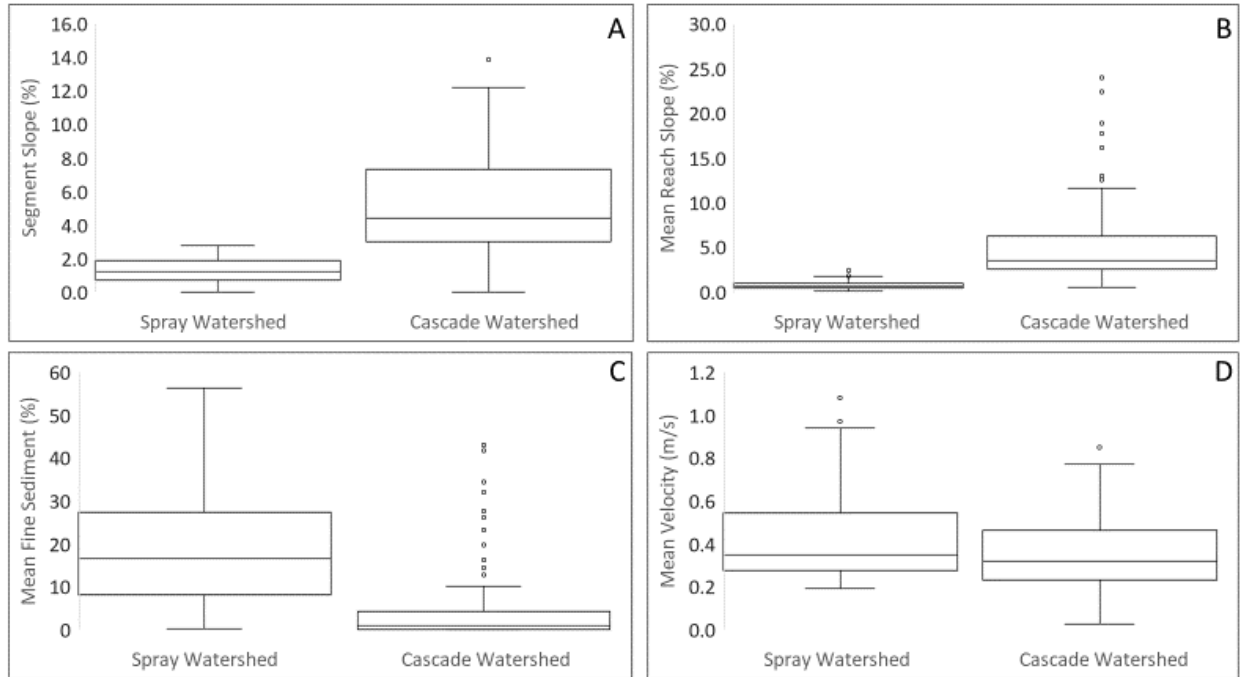 A
Segment Slope (%)
16.0
14.0
12.0
10.0
8.0
6.0
4.0
2.0
0.0
Spray Watershed Cascade Watershed
B
Mean Reach Slope (%)
30.0
25.0
20.0
15.0
10.0
5.0
0.0
Spray Watershed Cascade Watershed
C
Mean Fine Sediment (%)
60
50
40
30
20
10
0
Spray Watershed Cascade Watershed
D
Mean Velocity (m/s)
1.2
1.0
0.8
0.6
0.4
0.2
0.0
Spray Watershed Cascade Watershed